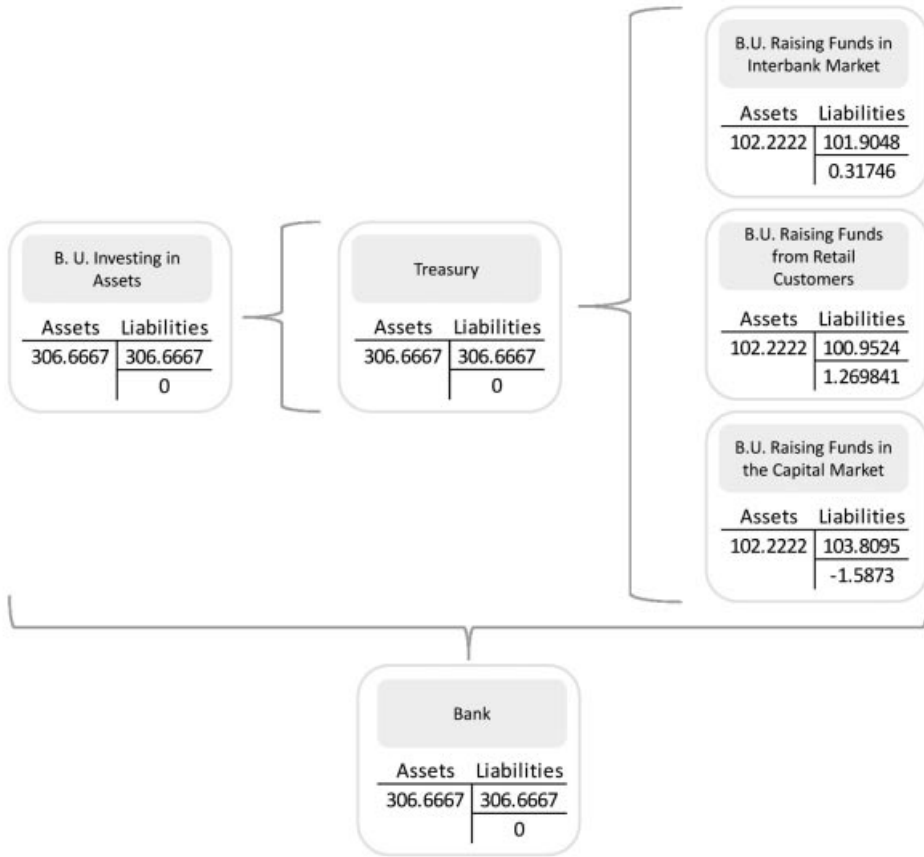 B.U. Raising Funds in
Interbank Market
Assets Liabilities
102.2222 101.9048
0.31746
B. U. Investing in
Assets
Assets Liabilities
306.6667 306.6667
0
Treasury
Assets Liabilities
306.6667 306.6667
0
B.U. Raising Funds
from Retail
Customers
Assets Liabilities
102.2222 100.9524
1.269841
B.U. Raising Funds in
the Capital Market
Assets Liabilities
102.2222 103.8095
-1.5873
Bank
Assets Liabilities
306.6667 306.6667
0